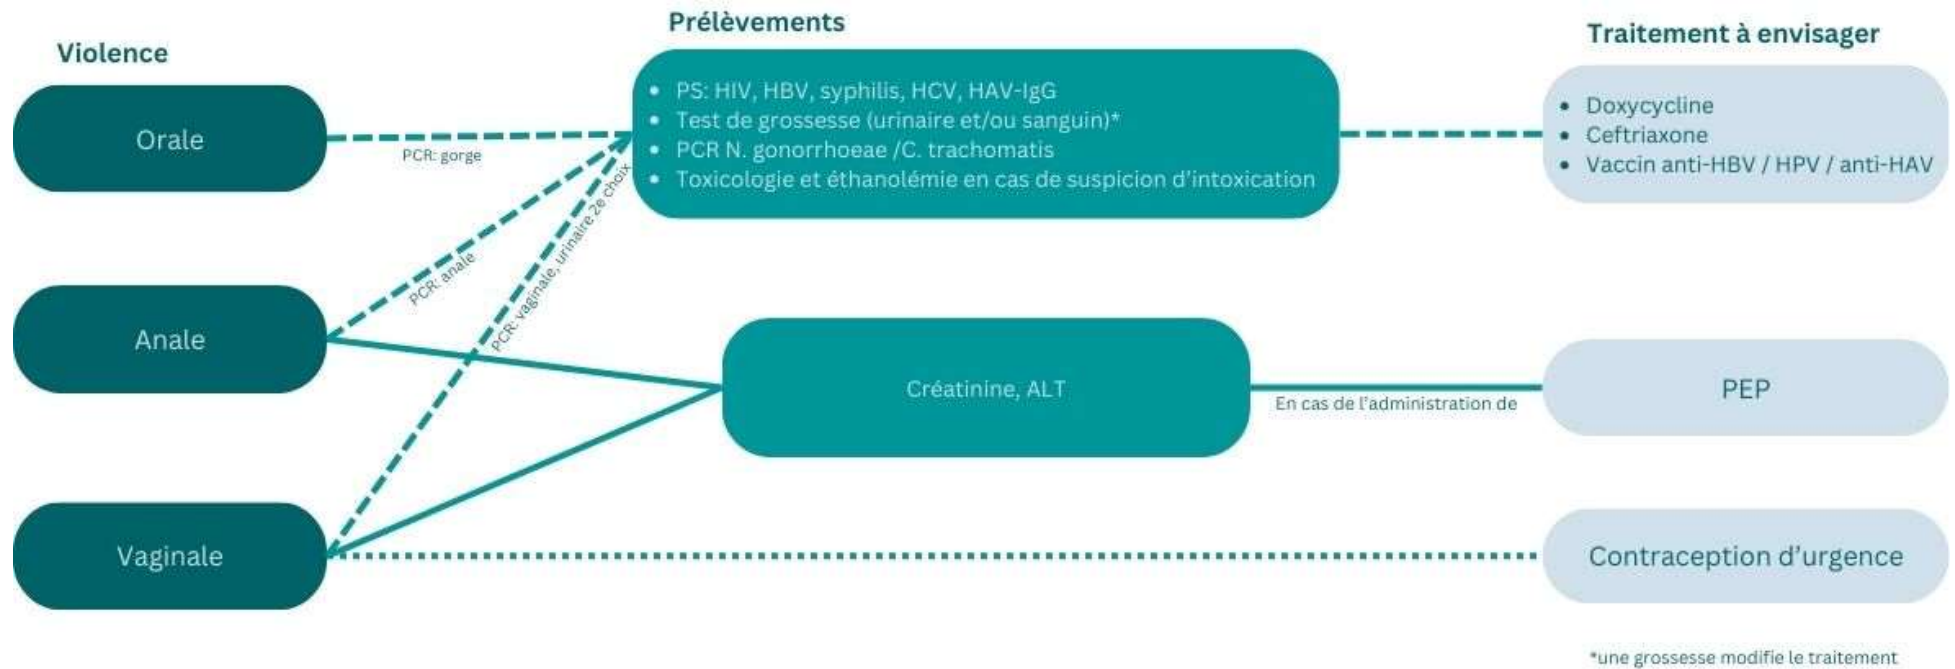 Violence
Prélèvements
Traitement à envisager
Orale
PCR: gorge
• PS: HIV, HBV, syphilis, HCV, HAV-IgG
• Test de grossesse (urinaire et/ou sanguin)*
• PCR N. gonorrhoeae /C. trachomatis
• Toxicologie et éthanolémie en cas de suspicion d'intoxication
• Doxycycline
• Ceftriaxone
• Vaccin anti-HBV / HPV / anti-HAV
Anale
PCR: anale
PCR: vaginale, urinaire 2e choix
Créatinine, ALT
En cas de l'administration de
PEP
Vaginale
Contraception d'urgence
*une grossesse modifie le traitement